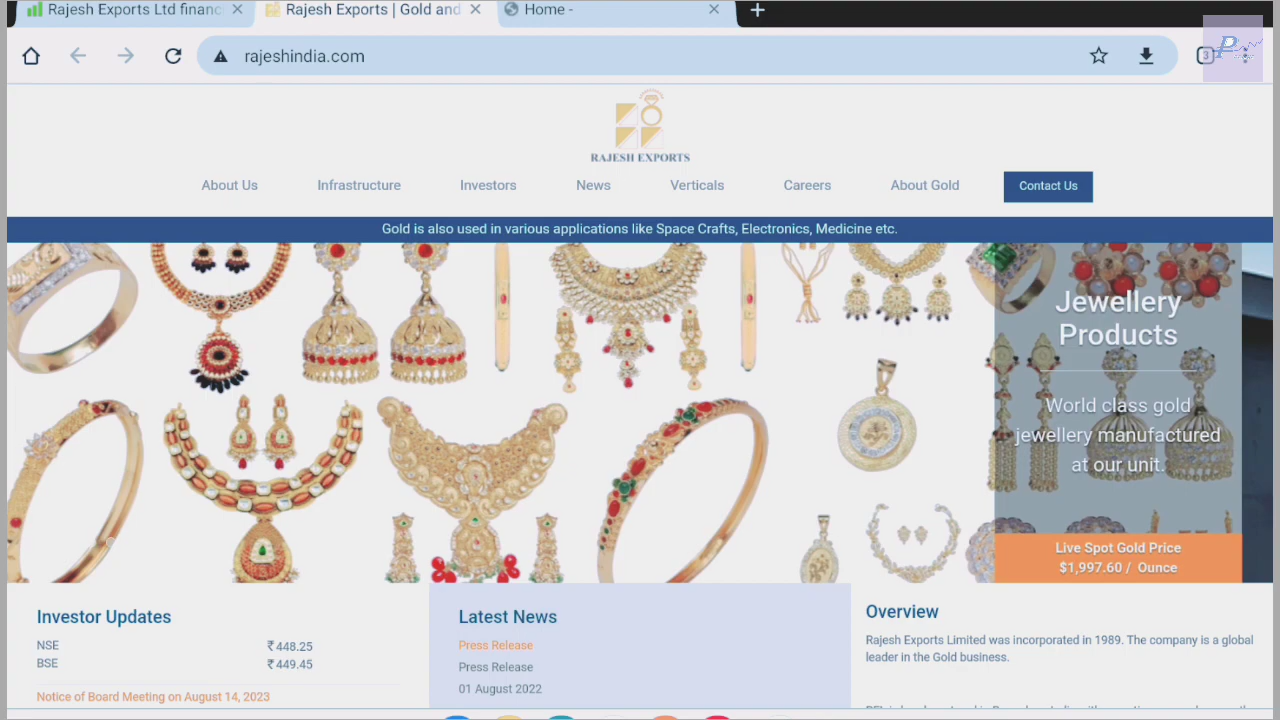 Rajesh Exports Ltd financ
Rajesh Exports | Gold and
Home -
rajeshindia.com
3
P
RAJESH EXPORTS
About Us
Infrastructure
Investors
News
Verticals
Careers
About Gold
Contact Us
Gold is also used in various applications like Space Crafts, Electronics, Medicine etc.
Jewellery
Products
World class gold
jewellery manufactured
at our unit.
Live Spot Gold Price
$1,997.60 / Ounce
Investor Updates
NSE ₹448.25
BSE ₹449.45
Notice of Board Meeting on August 14, 2023
Latest News
Press Release
Press Release
01 August 2022
Overview
Rajesh Exports Limited was incorporated in 1989. The company is a global
leader in the Gold business.